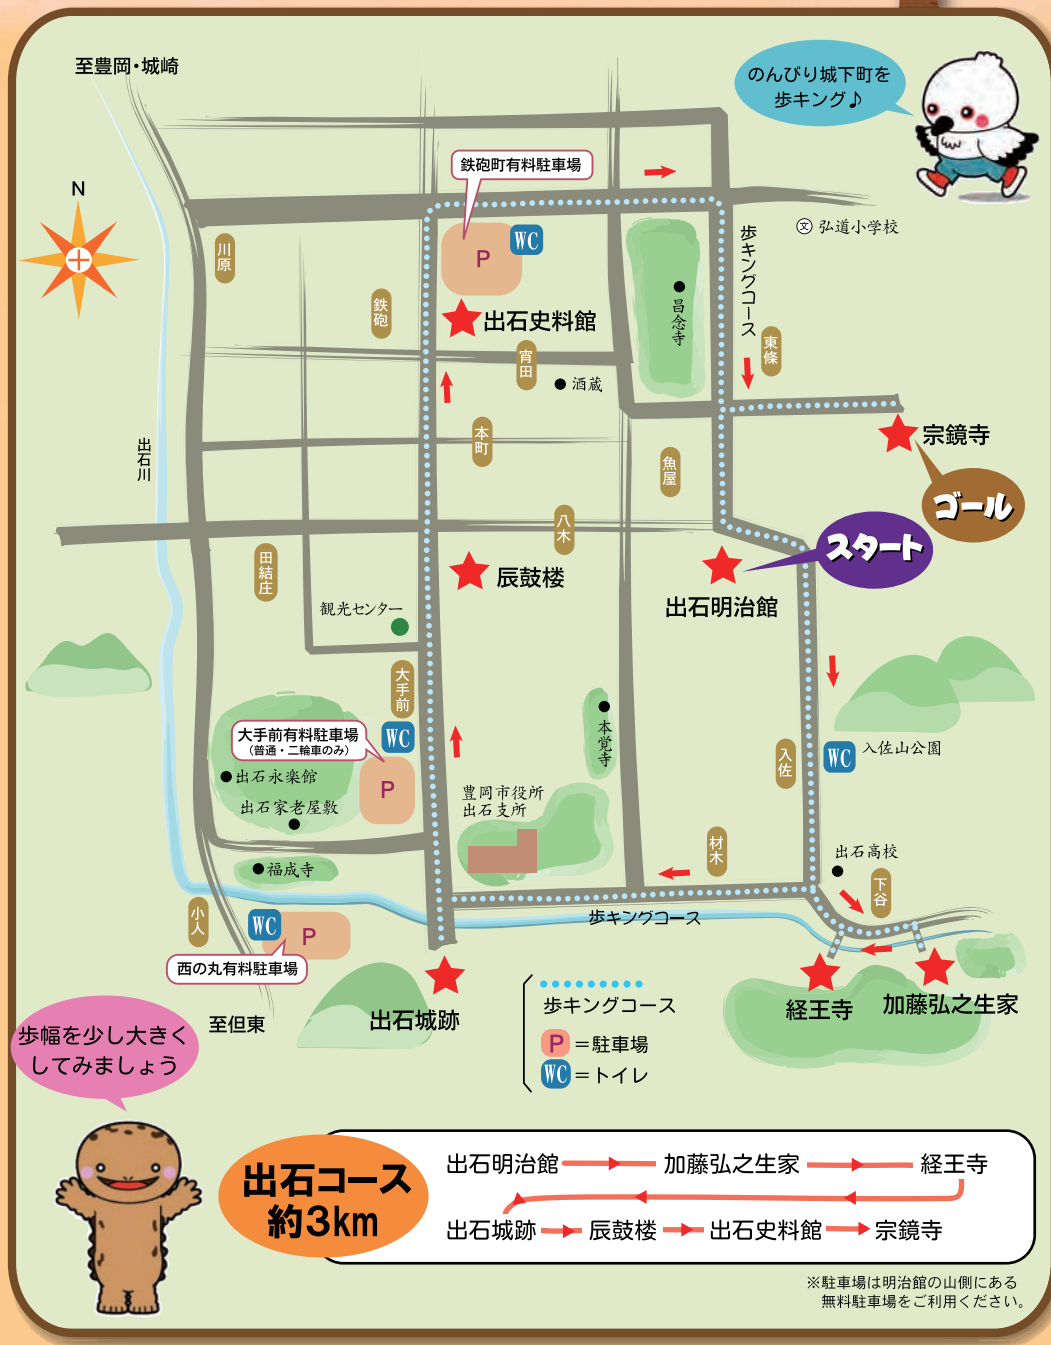 至豊岡・城崎
のんびり城下町を
歩キング♪
N
鉄砲町有料駐車場
P
WC
川原
文
弘道小学校
歩キングコース
鉄砲
出石史料館
昌念寺
東條
宵田
酒蔵
本町
宗鏡寺
出石川
魚屋
ゴール
八木
スタート
田結庄
辰鼓楼
出石明治館
観光センター
大手前
大手前有料駐車場
(普通・二輪車のみ)
WC
P
本覚寺
入佐
WC
入佐山公園
出石永楽館
出石家老屋敷
豊岡市役所
出石支所
材木
出石高校
福成寺
下谷
小人
WC
P
歩キングコース
西の丸有料駐車場
至但東
出石城跡
経王寺
加藤弘之生家
歩キングコース
P=駐車場
WC=トイレ
歩幅を少し大きく
してみましょう
出石コース
約3km
出石明治館 加藤弘之生家 経王寺
出石城跡 辰鼓楼 出石史料館 宗鏡寺
※駐車場は明治館の山側にある
無料駐車場をご利用ください。